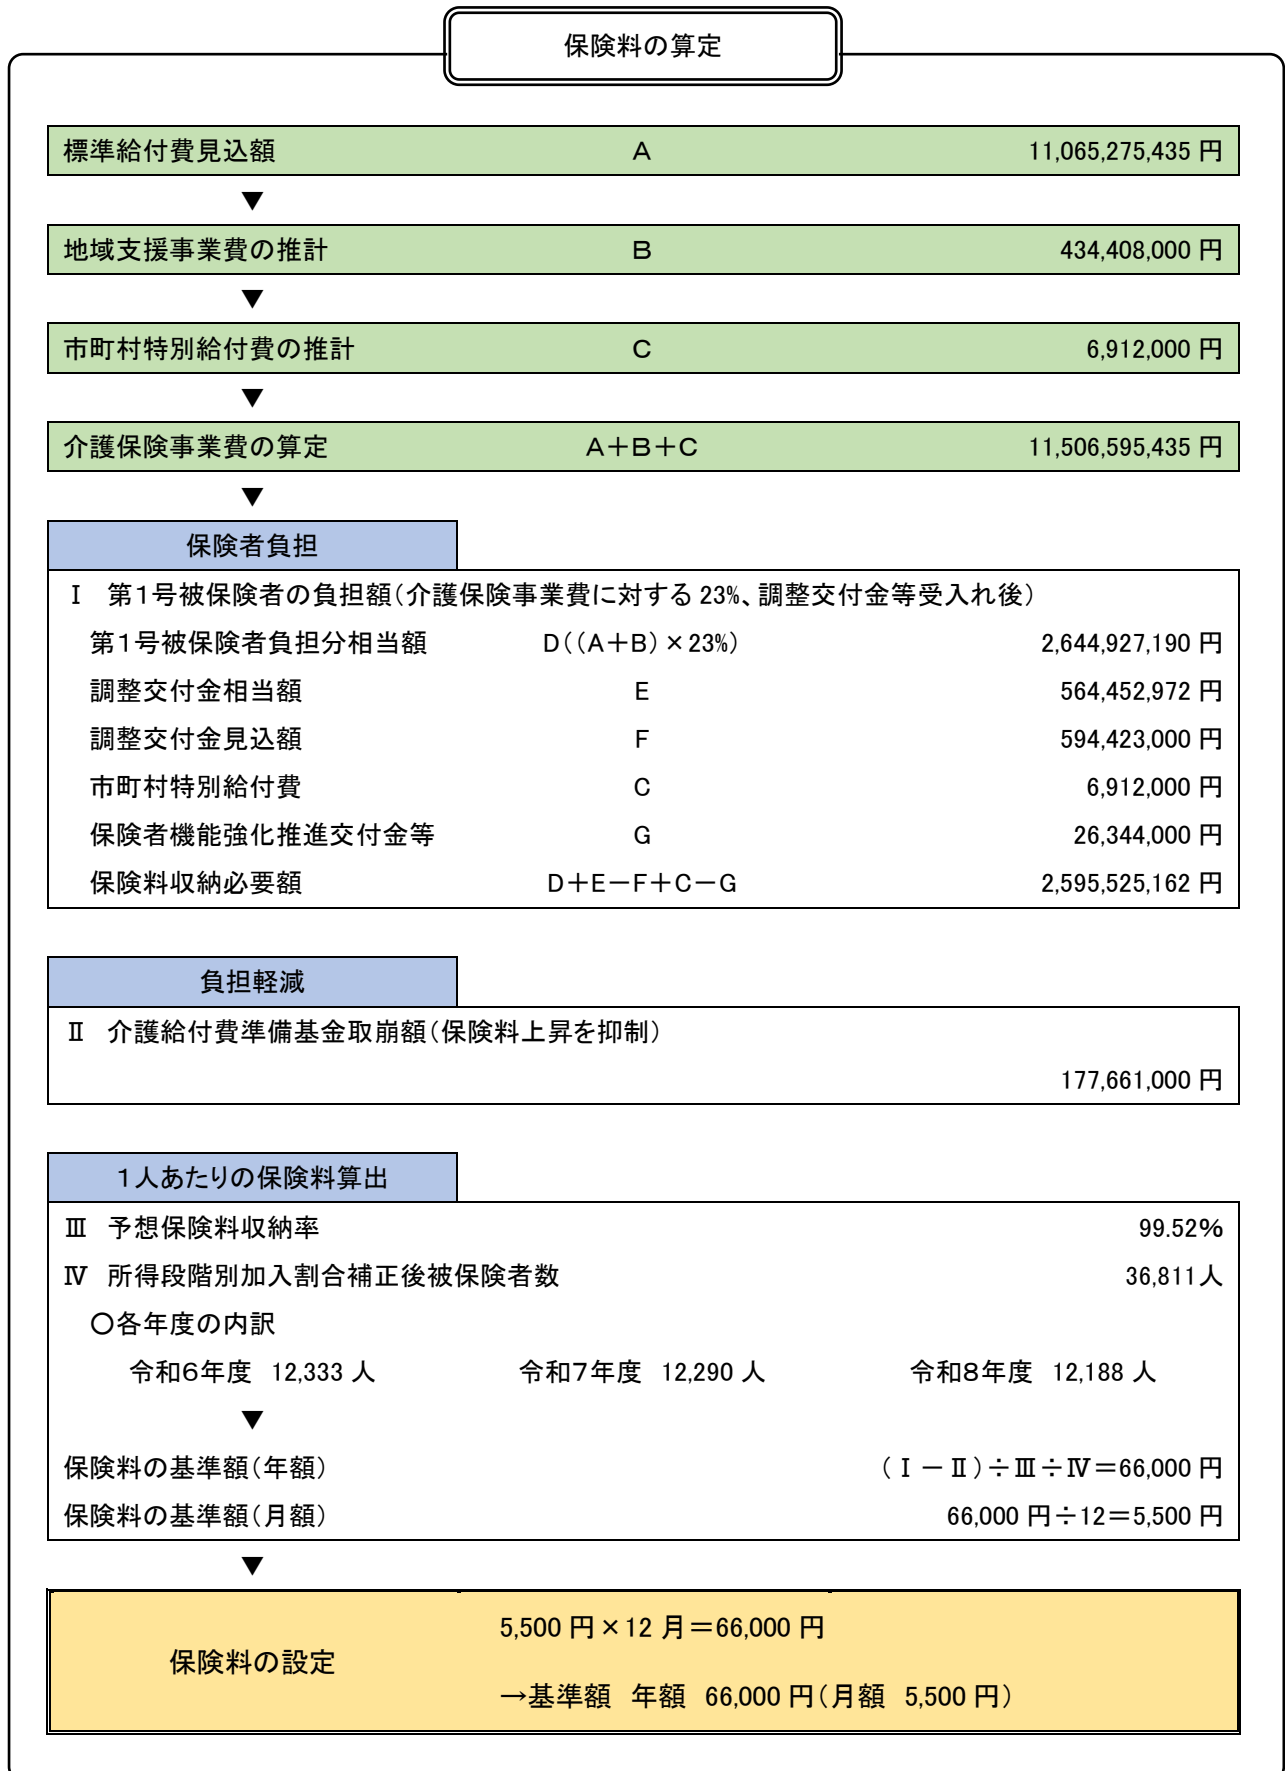 保険料の算定
標準給付費見込額 A 11,065,275,435 円
▼
地域支援事業費の推計 B 434,408,000 円
▼
市町村特別給付費の推計 C 6,912,000 円
▼
介護保険事業費の算定 A+B+C 11,506,595,435 円
▼
保険者負担
Ⅰ 第1号被保険者の負担額(介護保険事業費に対する 23%、調整交付金等受入れ後)
第1号被保険者負担分相当額 D((A+B)×23%) 2,644,927,190 円
調整交付金相当額 E 564,452,972 円
調整交付金見込額 F 594,423,000 円
市町村特別給付費 C 6,912,000 円
保険者機能強化推進交付金等 G 26,344,000 円
保険料収納必要額 D+E-F+C-G 2,595,525,162 円
負担軽減
Ⅱ 介護給付費準備基金取崩額(保険料上昇を抑制)
177,661,000 円
1人あたりの保険料算出
Ⅲ 予想保険料収納率 99.52%
Ⅳ 所得段階別加入割合補正後被保険者数 36,811人
〇各年度の内訳
令和6年度 12,333 人 令和7年度 12,290 人 令和8年度 12,188 人
▼
保険料の基準額(年額) (Ⅰ-Ⅱ)÷Ⅲ÷Ⅳ=66,000 円
保険料の基準額(月額) 66,000 円÷12=5,500 円
▼
保険料の設定
5,500 円×12 月=66,000 円
→基準額 年額 66,000 円(月額 5,500 円)